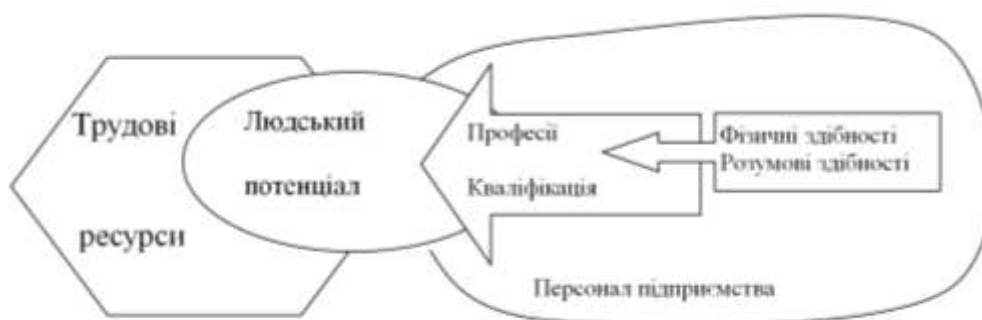 Трудові
ресурси
Людський
потенціал
Професії
Кваліфікація
Фізичні здібності
Розумові здібності
Персонал підприємства